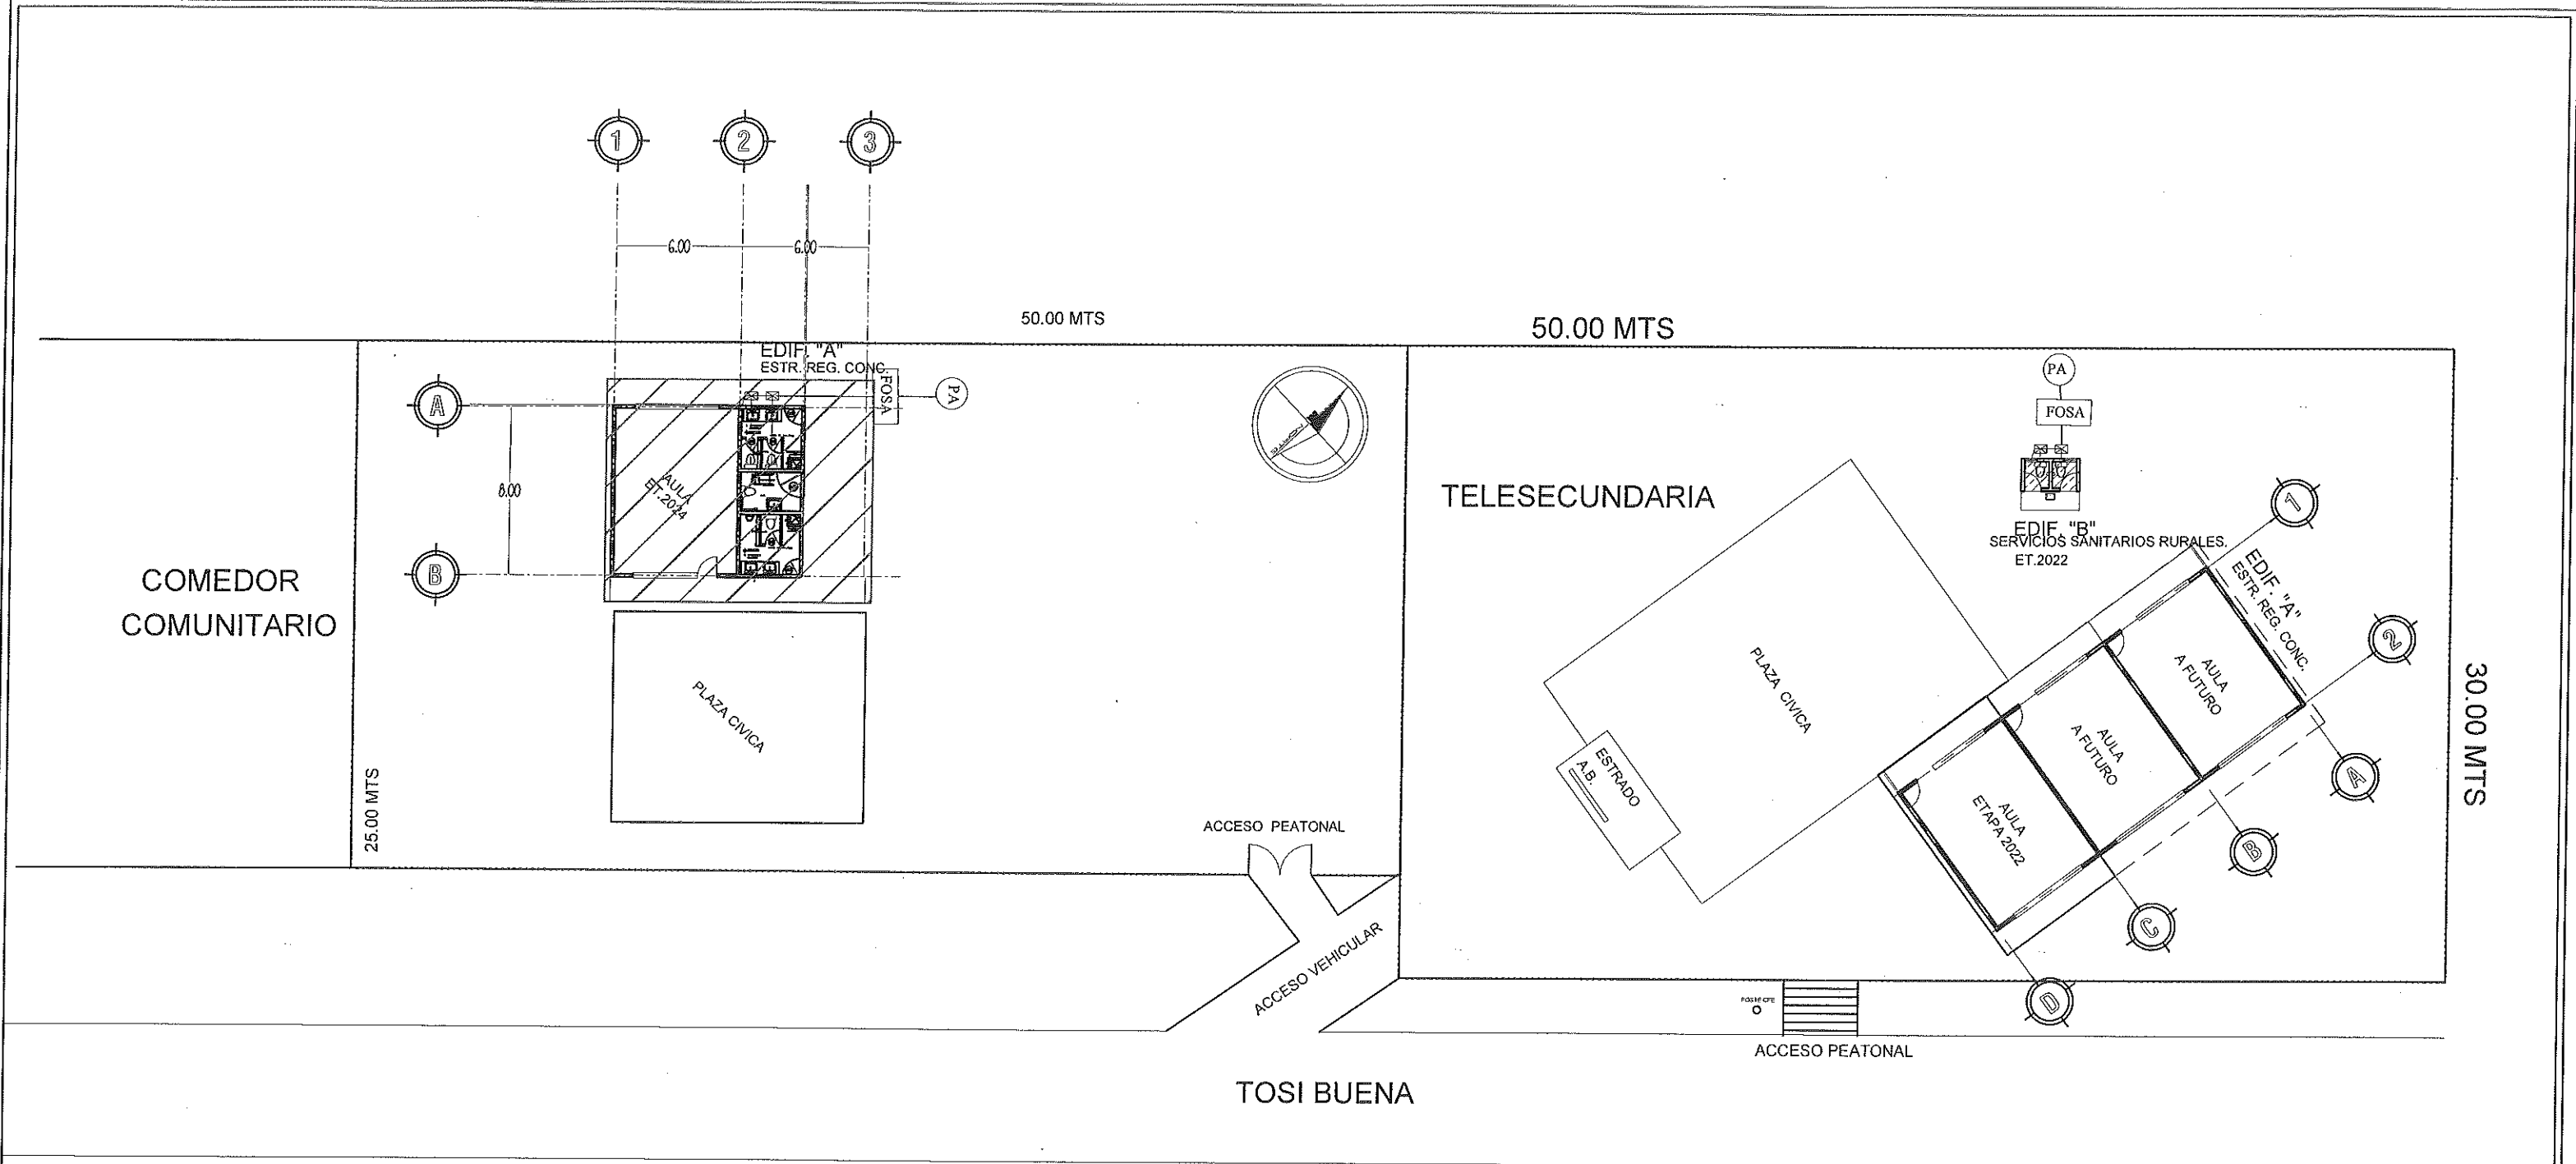 1
2
3
6.00
6.00
50.00 MTS
50.00 MTS
EDIF. "A"
ESTR. REG. CONC.
FOSA
PA
A
8.00
B
AULA
ET.2024
PLAZA CIVICA
COMEDOR
COMUNITARIO
25.00 MTS
NORTE
ACCESO PEATONAL
ACCESO VEHICULAR
TELESECUNDARIA
PA
FOSA
EDIF. "B"
SERVICIOS SANITARIOS RURALES.
ET.2022
1
EDIF. "A"
ESTR. REG. CONC.
2
30.00 MTS
PLAZA CIVICA
ESTRADO
A.B.
AULA
A FUTURO
AULA
A FUTURO
AULA
ETAPA 2022
A
B
C
D
POSTE CFE
ACCESO PEATONAL
TOSI BUENA